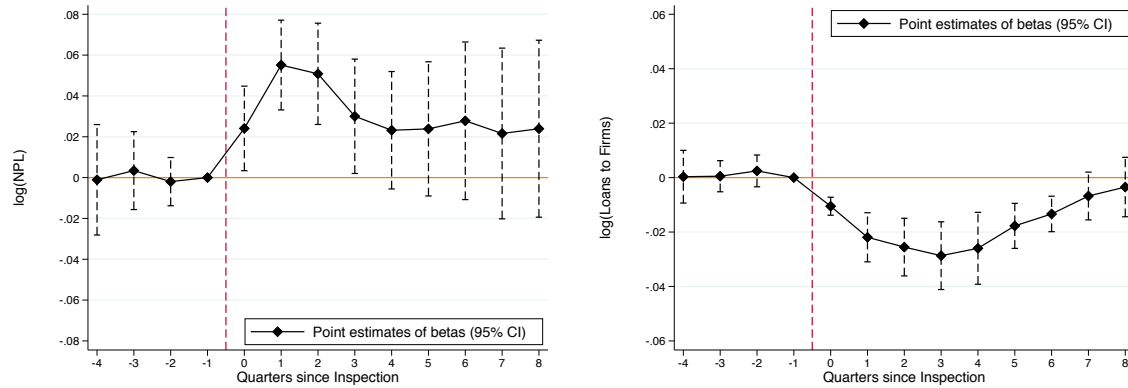 .08
.06
.04
.02
0
-.02
-.04
-.06
-.08
log(NPL)
Point estimates of betas (95% CI)
-4 -3 -2 -1 0 1 2 3 4 5 6 7 8
Quarters since Inspection
.06
.04
.02
0
-.02
-.04
-.06
log(Loans to Firms)
Point estimates of betas (95% CI)
-4 -3 -2 -1 0 1 2 3 4 5 6 7 8
Quarters since Inspection